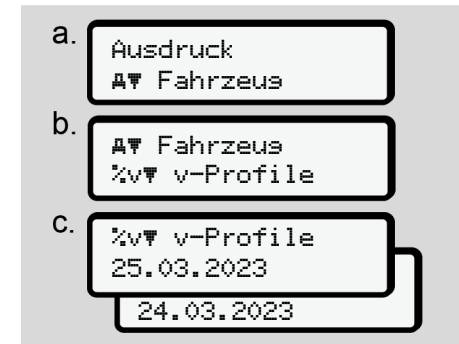 a.
Ausdruck
A▼ Fahrzeug
b.
A▼ Fahrzeug
%v▼ v-Profile
c.
%v▼ v-Profile
25.03.2023
24.03.2023